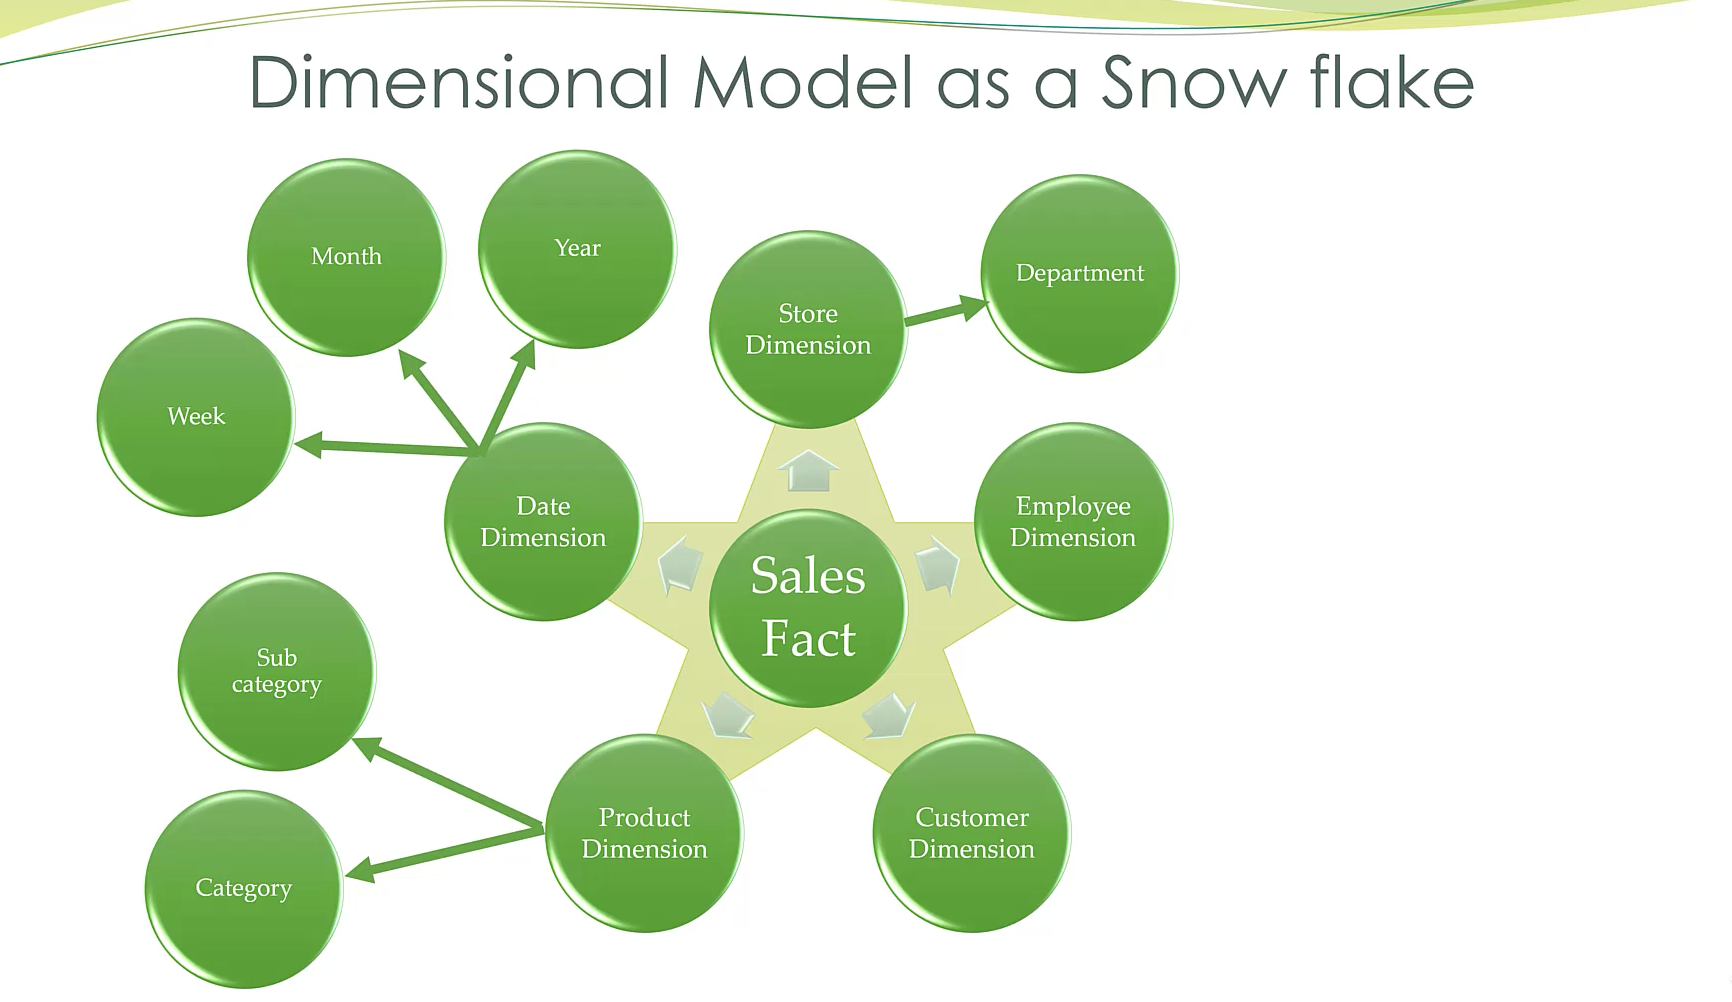 Dimensional Model as a Snow flake
Month
Year
Department
Store
Dimension
Week
Date
Dimension
Employee
Dimension
Sales
Fact
Sub
category
Product
Dimension
Customer
Dimension
Category